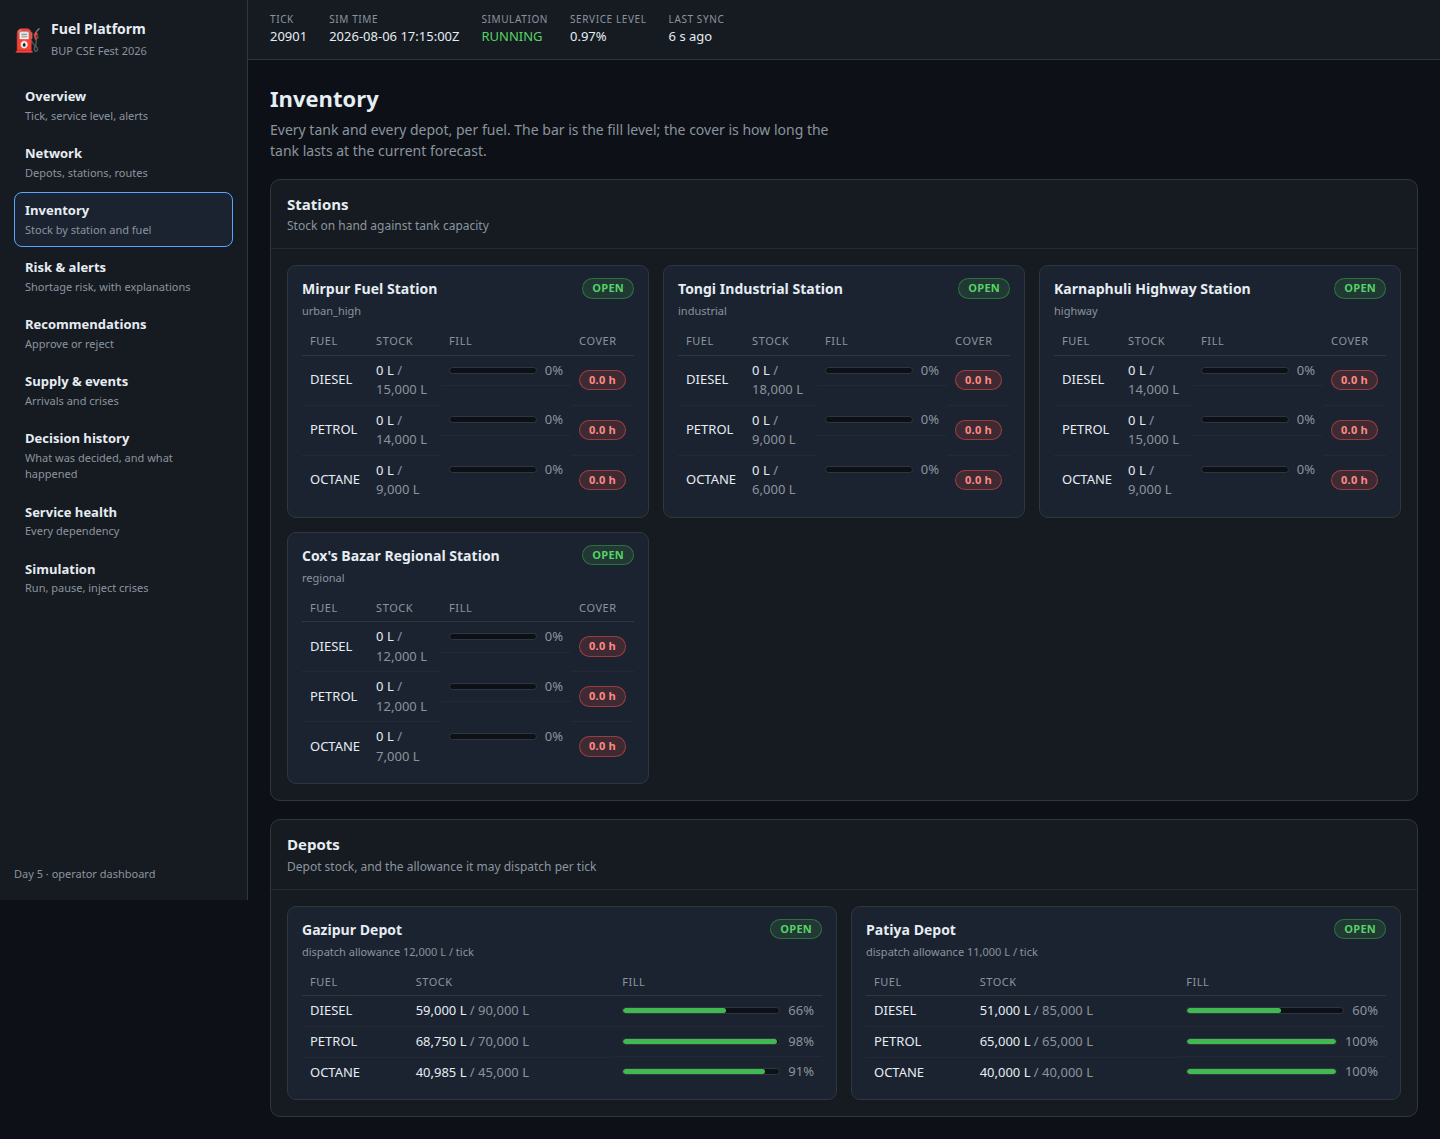 Fuel Platform
BUP CSE Fest 2026
Overview
Tick, service level, alerts
Network
Depots, stations, routes
Inventory
Stock by station and fuel
Risk & alerts
Shortage risk, with explanations
Recommendations
Approve or reject
Supply & events
Arrivals and crises
Decision history
What was decided, and what
happened
Service health
Every dependency
Simulation
Run, pause, inject crises
Day 5 · operator dashboard
TICK SIM TIME SIMULATION SERVICE LEVEL LAST SYNC
20901 2026-08-06 17:15:00Z RUNNING 0.97% 6 s ago
Inventory
Every tank and every depot, per fuel. The bar is the fill level; the cover is how long the
tank lasts at the current forecast.
Stations
Stock on hand against tank capacity
Mirpur Fuel Station OPEN
urban_high
FUEL STOCK FILL COVER
DIESEL 0 L / 0% 0.0 h
15,000 L
PETROL 0 L / 0% 0.0 h
14,000 L
OCTANE 0 L / 0% 0.0 h
9,000 L
Tongi Industrial Station OPEN
industrial
FUEL STOCK FILL COVER
DIESEL 0 L / 0% 0.0 h
18,000 L
PETROL 0 L / 0% 0.0 h
9,000 L
OCTANE 0 L / 0% 0.0 h
6,000 L
Karnaphuli Highway Station OPEN
highway
FUEL STOCK FILL COVER
DIESEL 0 L / 0% 0.0 h
14,000 L
PETROL 0 L / 0% 0.0 h
15,000 L
OCTANE 0 L / 0% 0.0 h
9,000 L
Cox's Bazar Regional Station OPEN
regional
FUEL STOCK FILL COVER
DIESEL 0 L / 0% 0.0 h
12,000 L
PETROL 0 L / 0% 0.0 h
12,000 L
OCTANE 0 L / 0% 0.0 h
7,000 L
Depots
Depot stock, and the allowance it may dispatch per tick
Gazipur Depot OPEN
dispatch allowance 12,000 L / tick
FUEL STOCK FILL
DIESEL 59,000 L / 90,000 L 66%
PETROL 68,750 L / 70,000 L 98%
OCTANE 40,985 L / 45,000 L 91%
Patiya Depot OPEN
dispatch allowance 11,000 L / tick
FUEL STOCK FILL
DIESEL 51,000 L / 85,000 L 60%
PETROL 65,000 L / 65,000 L 100%
OCTANE 40,000 L / 40,000 L 100%